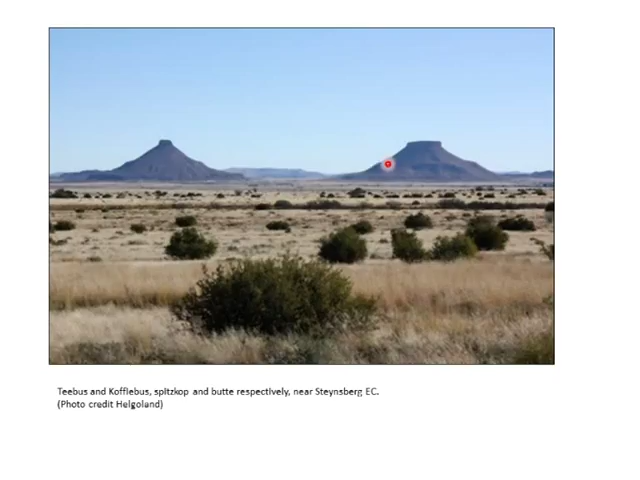 Teebus and Koffiebus, spitzkop and butte respectively, near Steynsberg EC.
(Photo credit Helgoland)